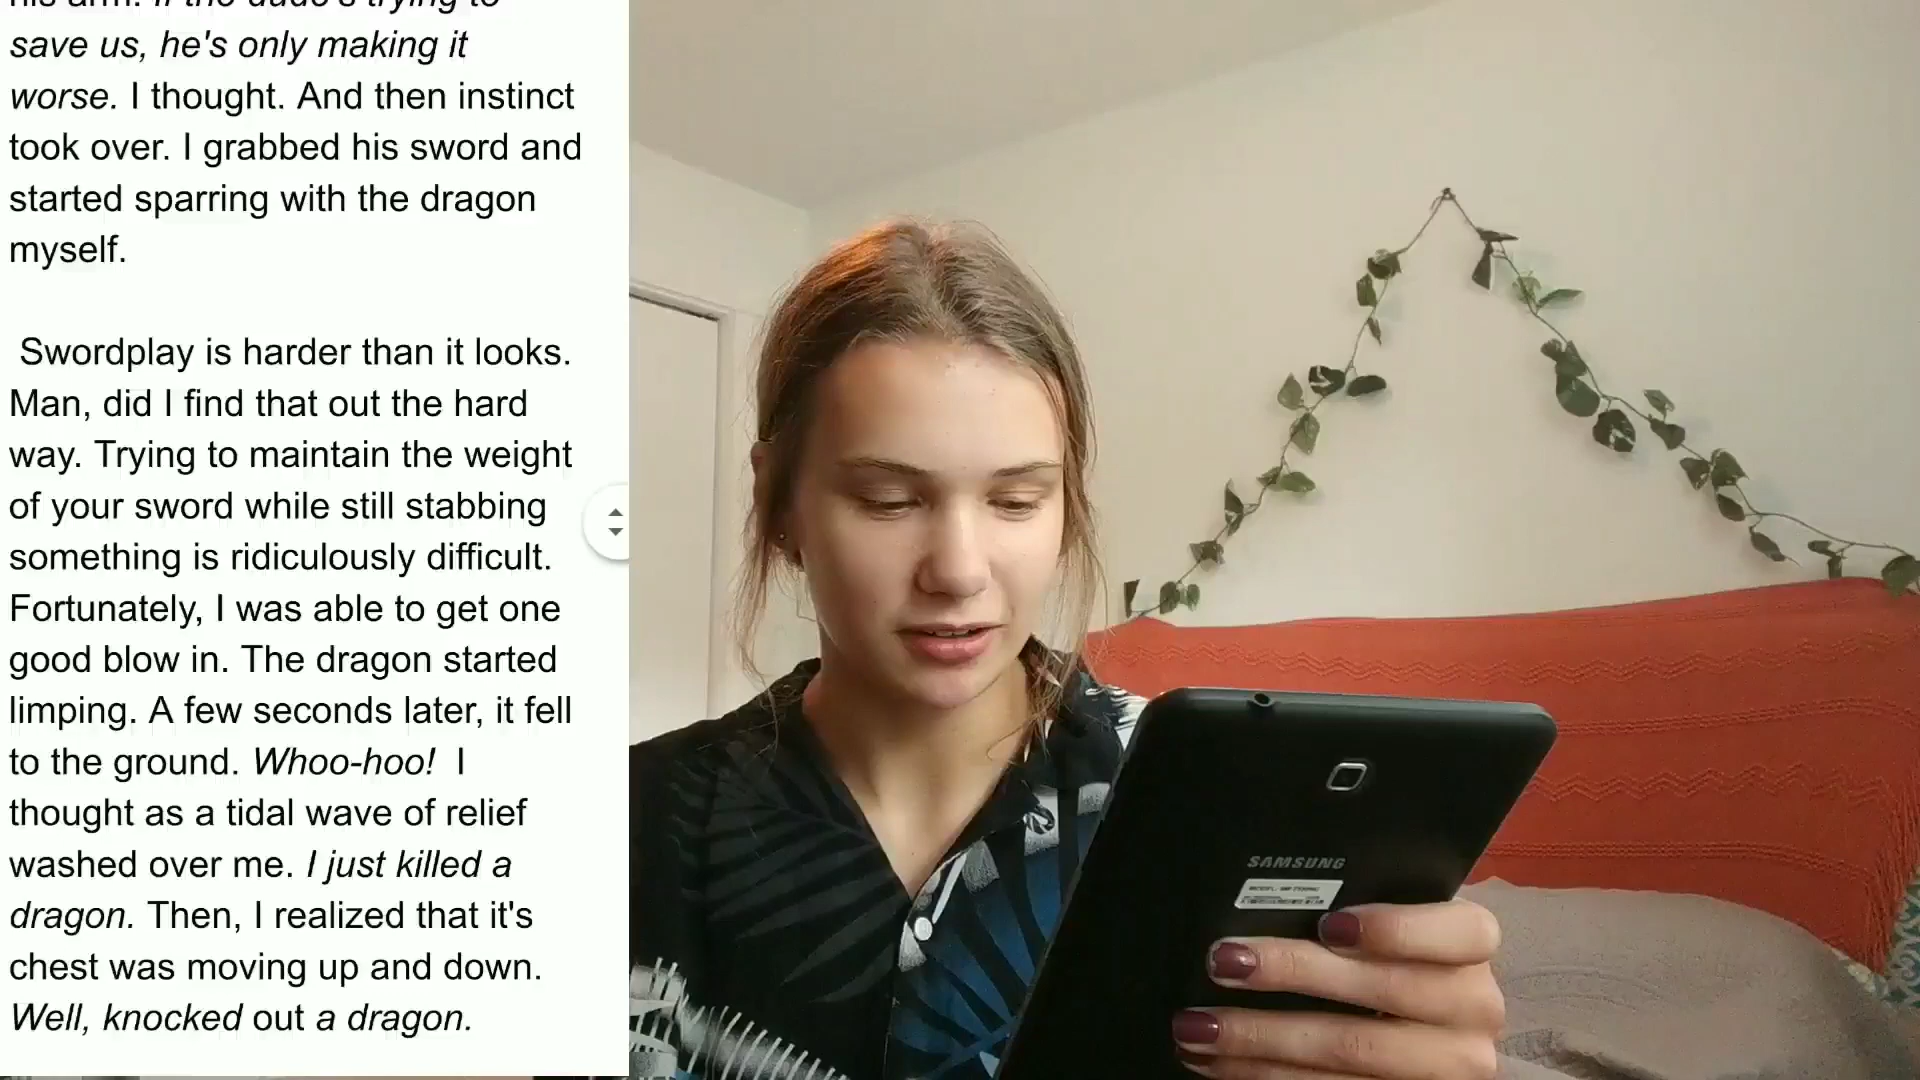 save us, he's only making it
worse. I thought. And then instinct
took over. I grabbed his sword and
started sparring with the dragon
myself.
Swordplay is harder than it looks.
Man, did I find that out the hard
way. Trying to maintain the weight
of your sword while still stabbing
something is ridiculously difficult.
Fortunately, I was able to get one
good blow in. The dragon started
limping. A few seconds later, it fell
to the ground. Whoo-hoo!  I
thought as a tidal wave of relief
washed over me. I just killed a
dragon. Then, I realized that it's
chest was moving up and down.
Well, knocked out a dragon.
SAMSUNG